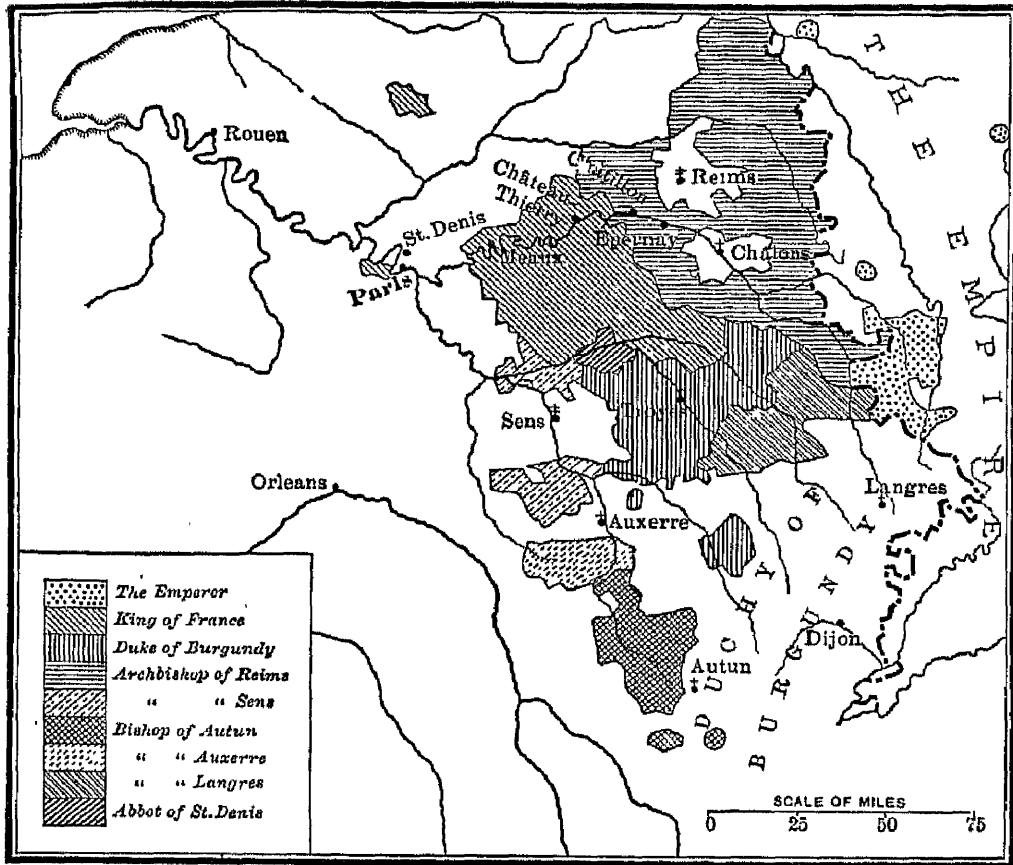 THE EMPIRE
Rouen
Châtillon
Château-
Thierry
Reims
St. Denis
Epernay
Meaux
Châlons
Paris
Troyes
Sens
Orleans
Langres
Auxerre
DUCHY OF
BURGUNDY
Dijon
Autun
The Emperor
King of France
Duke of Burgundy
Archbishop of Reims
" " Sens
Bishop of Autun
" " Auxerre
" " Langres
Abbot of St. Denis
SCALE OF MILES
0 25 50 75